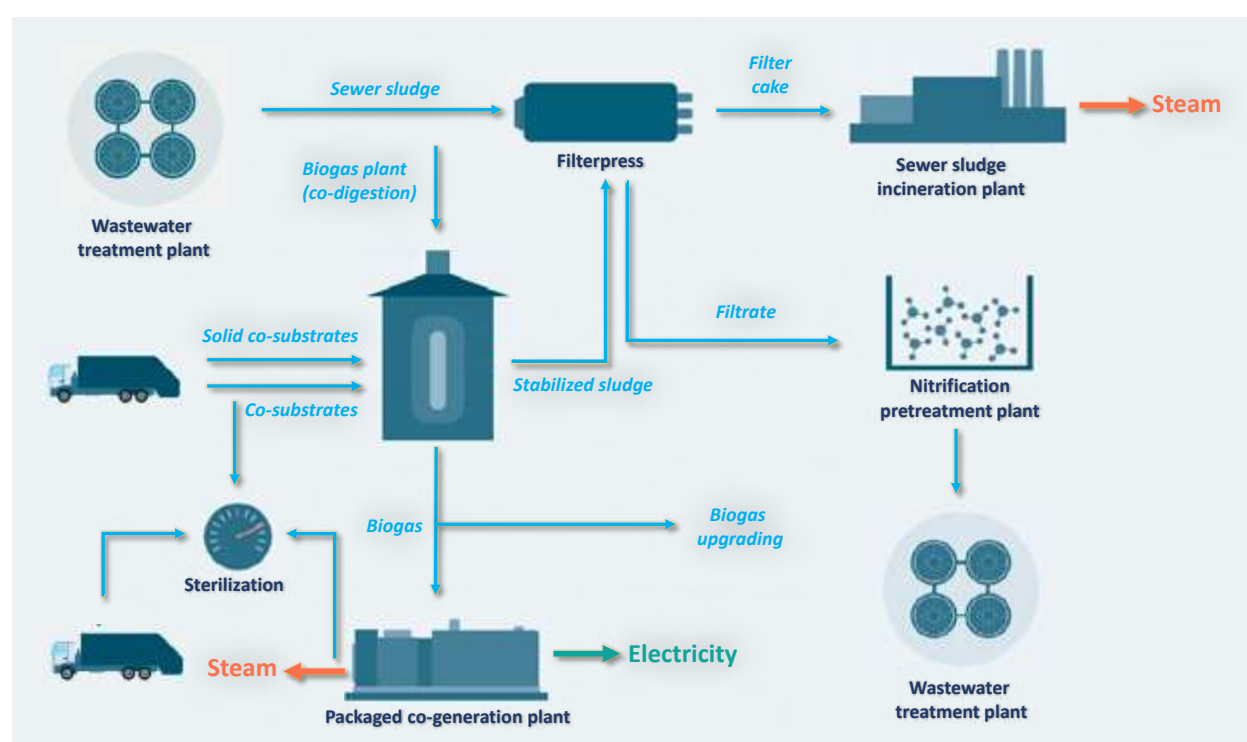 Sewer sludge
Filter
cake
Steam
Filterpress
Biogas plant
(co-digestion)
Sewer sludge
incineration plant
Wastewater
treatment plant
Solid co-substrates
Filtrate
Stabilized sludge
Co-substrates
Nitrification
pretreatment plant
Biogas
Biogas
upgrading
Sterilization
Steam
Electricity
Packaged co-generation plant
Wastewater
treatment plant